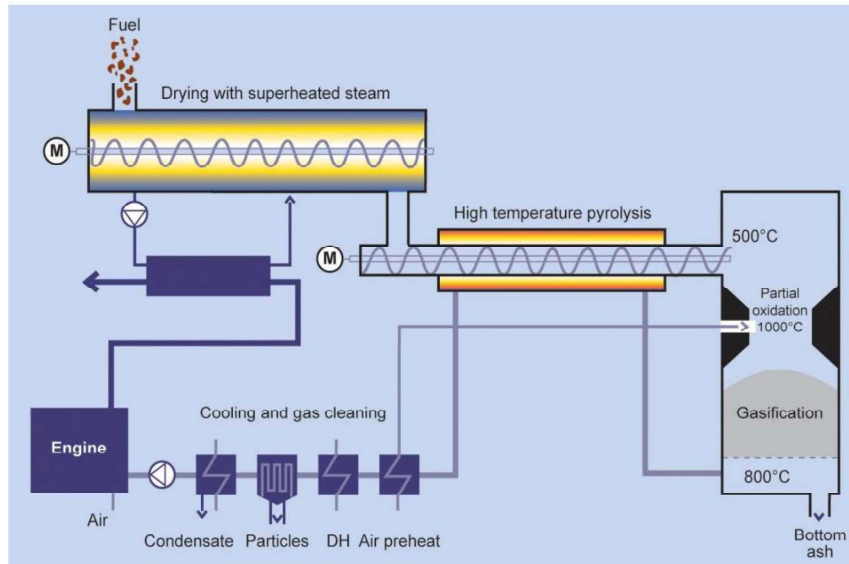 Fuel
Drying with superheated steam
M
High temperature pyrolysis
M
500°C
Partial
oxidation
1000°C
Cooling and gas cleaning
Gasification
Engine
800°C
Air
Condensate
Particles
DH
Air preheat
Bottom
ash